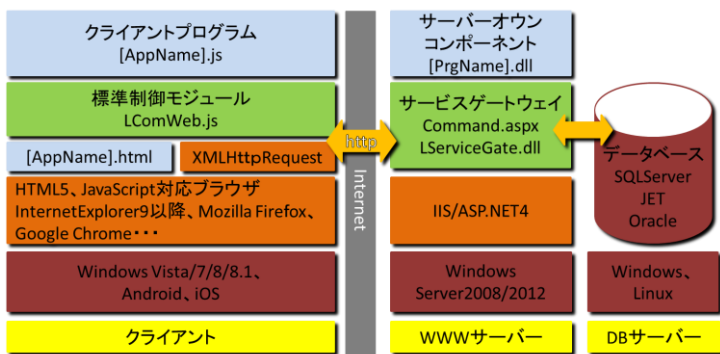 クライアントプログラム
[AppName].js
標準制御モジュール
LComWeb.js
[AppName].html
XMLHttpRequest
HTML5、JavaScript対応ブラウザ
InternetExplorer9以降、Mozilla Firefox、
Google Chrome・・・
Windows Vista/7/8/8.1、
Android、iOS
クライアント
http
Internet
サーバーオウン
コンポーネント
[PrgName].dll
サービスゲートウェイ
Command.aspx
LServiceGate.dll
IIS/ASP.NET4
Windows
Server2008/2012
WWWサーバー
データベース
SQLServer
JET
Oracle
Windows、
Linux
DBサーバー